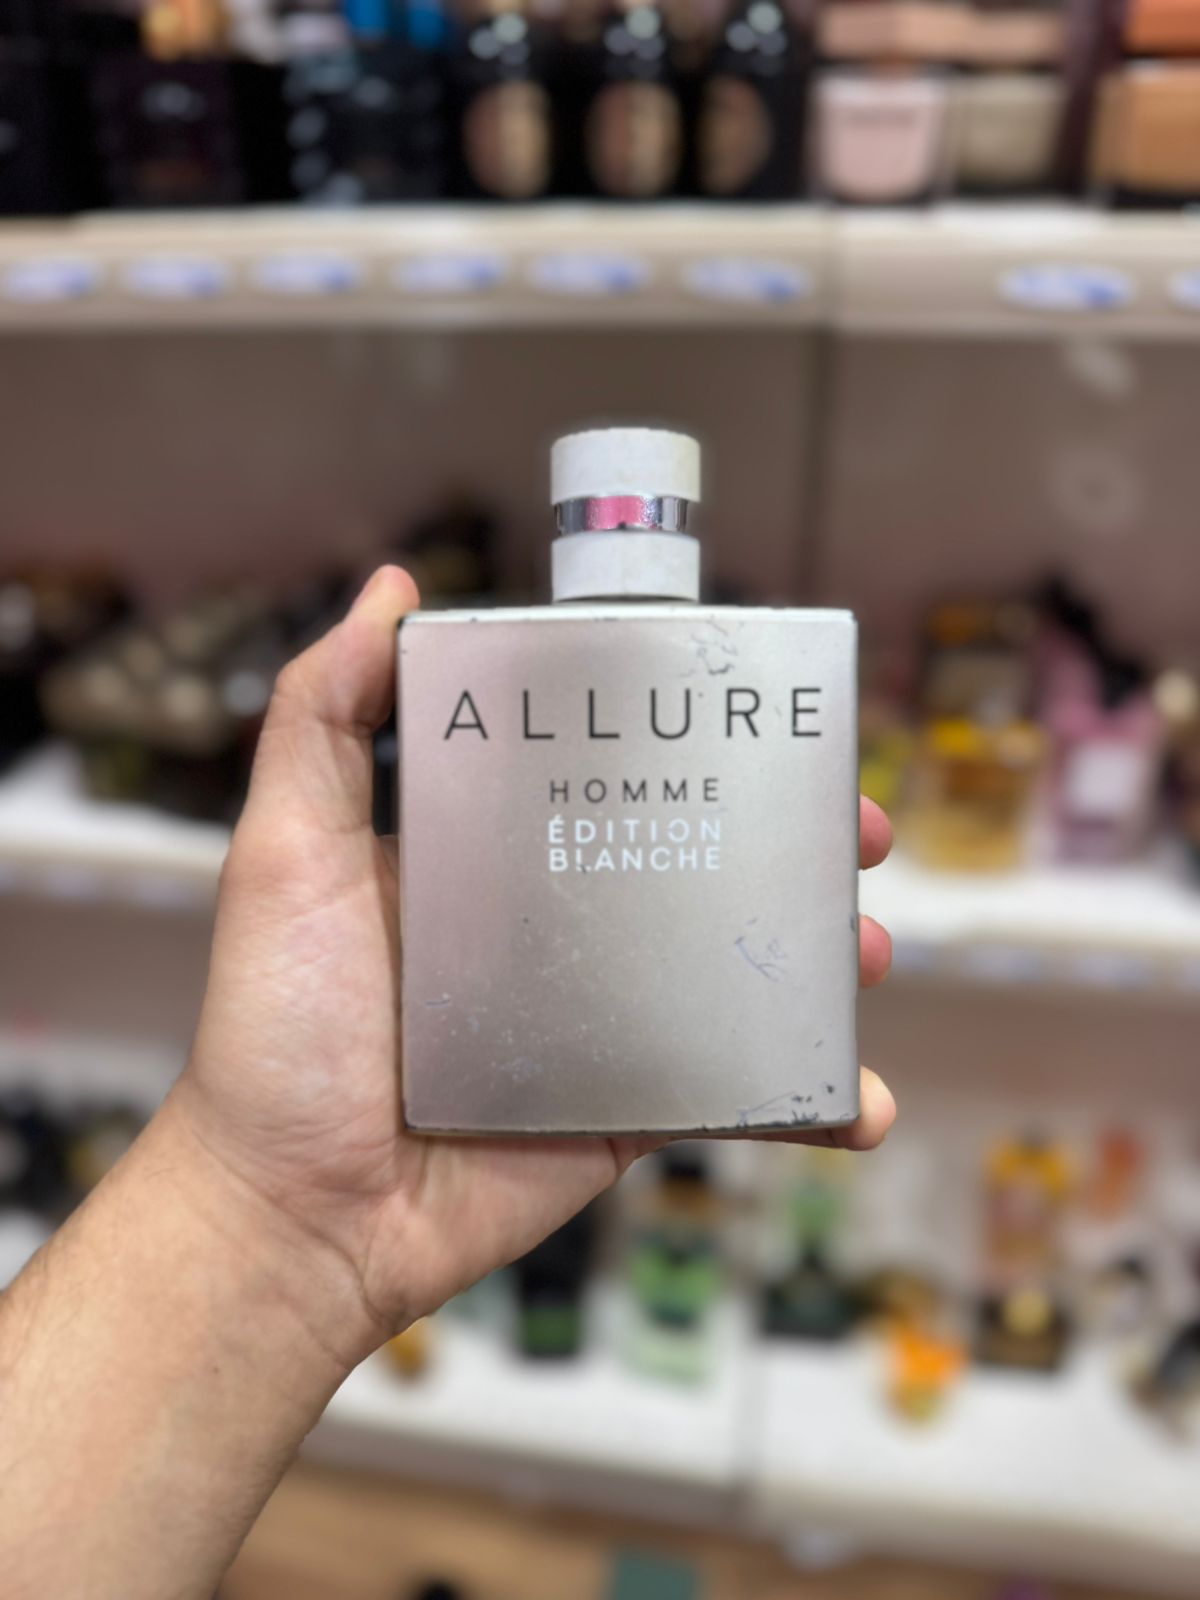 ALLURE
HOMME
ÉDITION
BLANCHE